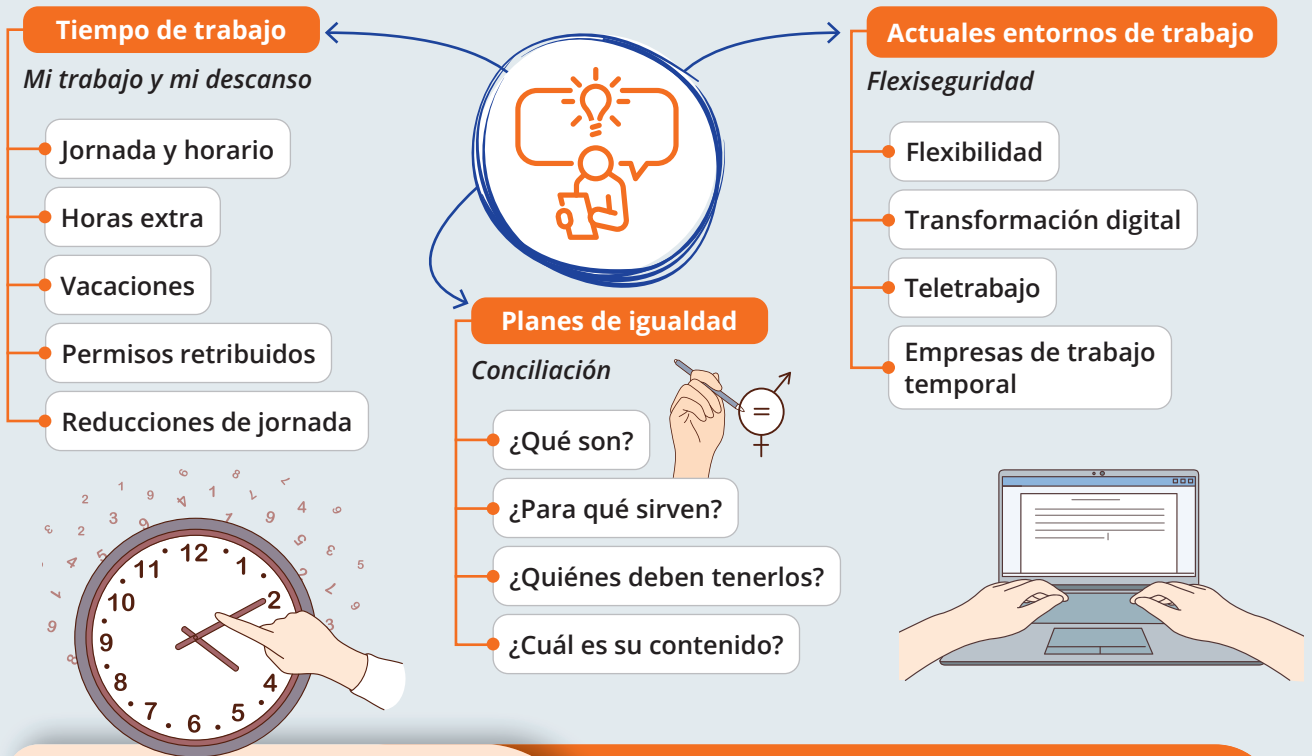 Tiempo de trabajo
Mi trabajo y mi descanso
Jornada y horario
Horas extra
Vacaciones
Permisos retribuidos
Reducciones de jornada
Planes de igualdad
Conciliación
¿Qué son?
¿Para qué sirven?
¿Quiénes deben tenerlos?
¿Cuál es su contenido?
Actuales entornos de trabajo
Flexiseguridad
Flexibilidad
Transformación digital
Teletrabajo
Empresas de trabajo
temporal
=
12
1
2
4
5
6
7
8
9
10
11